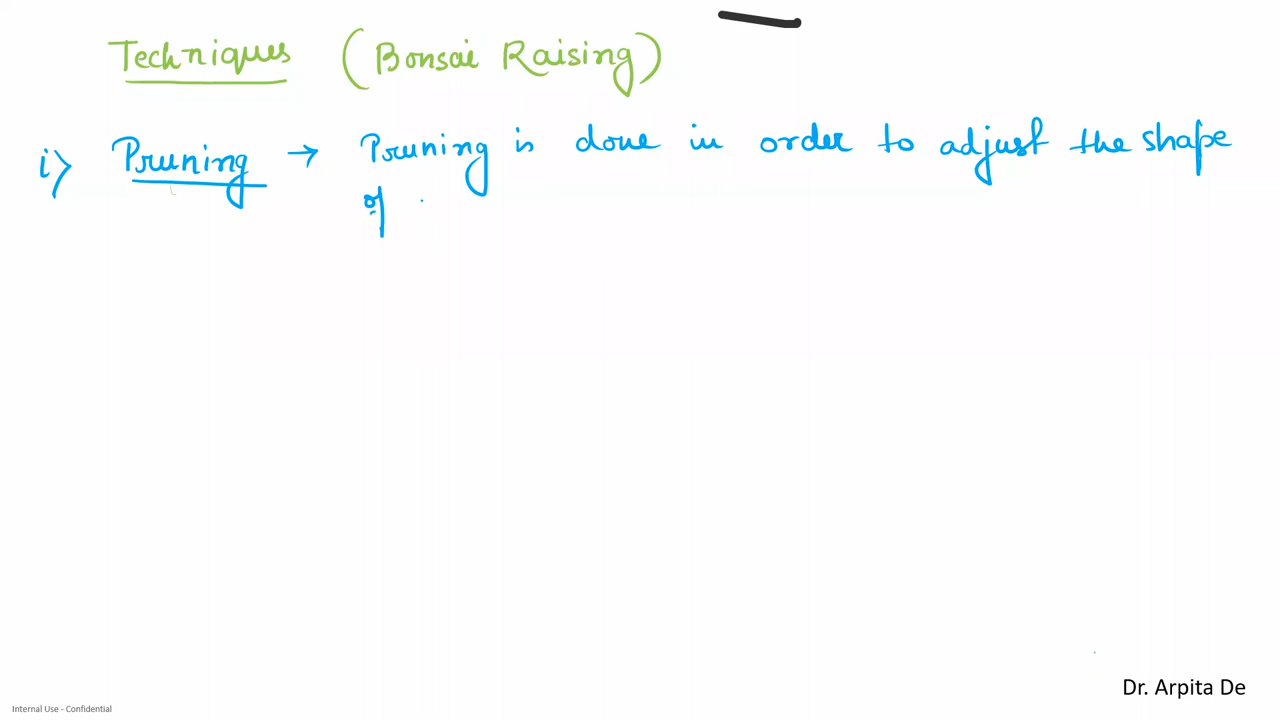 Techniques (Bonsai Raising)
i) Pruning → Pruning is done in order to adjust the shape
of
Dr. Arpita De
Internal Use - Confidential